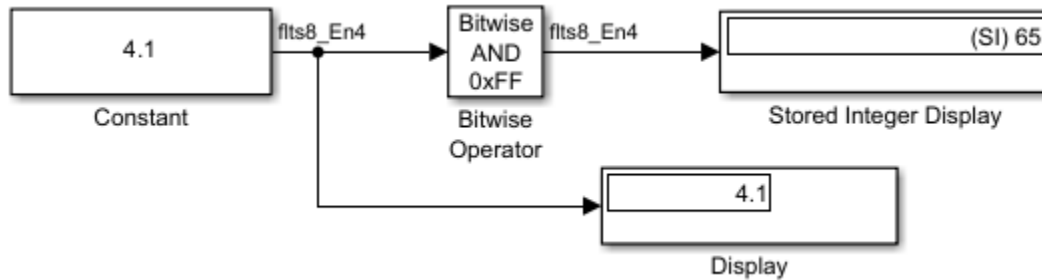 4.1
Constant
flts8_En4
Bitwise
AND
0xFF
Bitwise
Operator
flts8_En4
(SI) 65
Stored Integer Display
4.1
Display